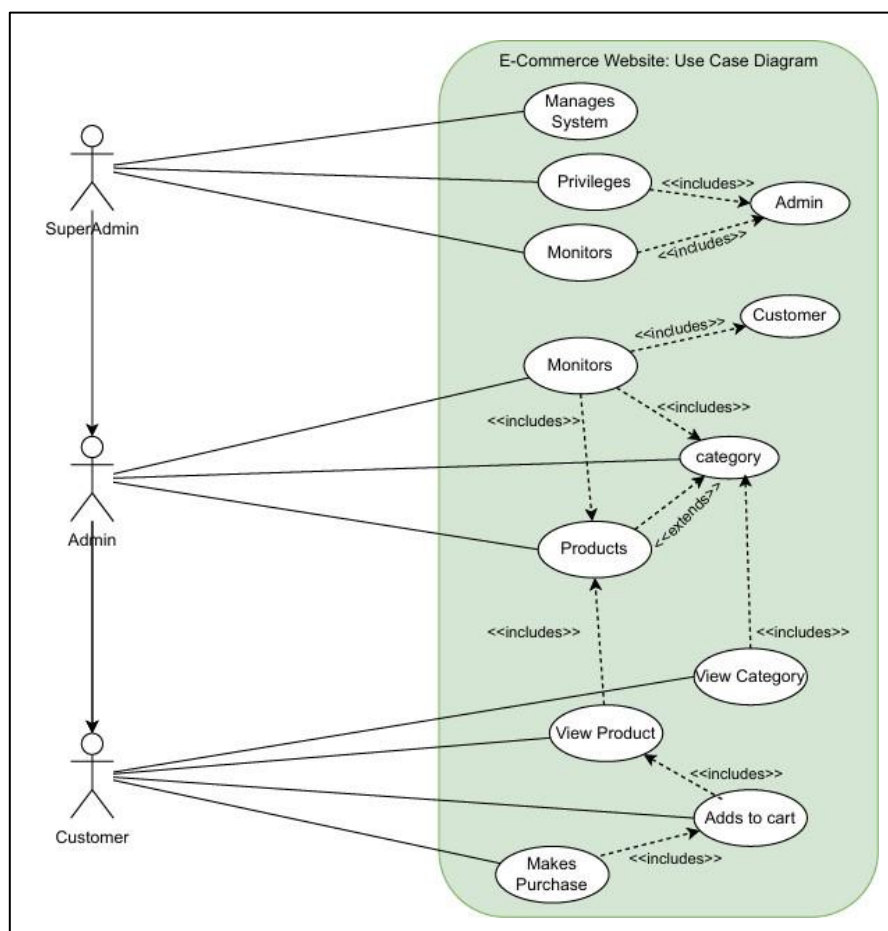 E-Commerce Website: Use Case Diagram
Manages
System
Privileges
<<includes>>
Admin
SuperAdmin
Monitors
<<includes>>
Customer
<<includes>>
Monitors
<<includes>>
<<includes>>
category
Admin
Products
<<extends>>
<<includes>>
<<includes>>
View Category
View Product
<<includes>>
Customer
Adds to cart
Makes
Purchase
<<includes>>